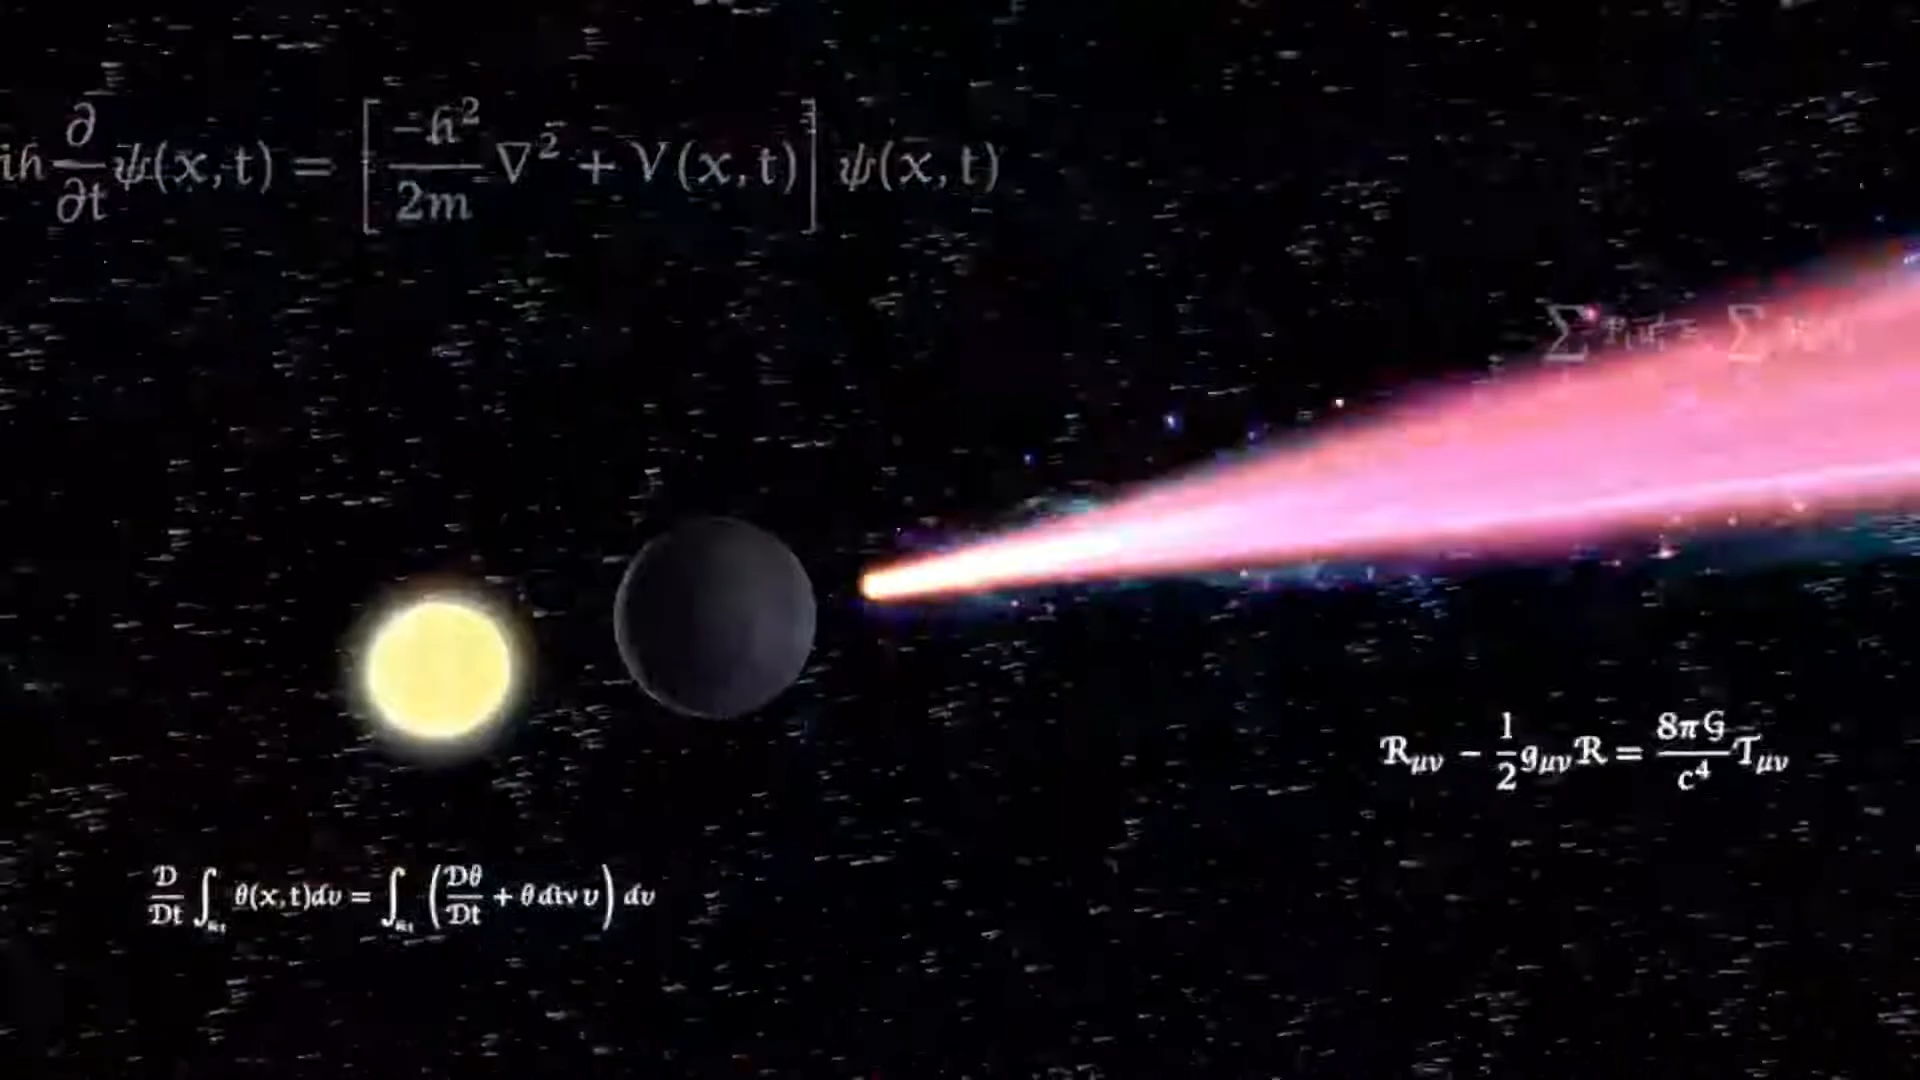 iħ ∂/∂t ψ(x,t) = [ -ħ²/2m ∇² + V(x,t) ] ψ(x,t)
R_μν − 1/2 g_μν R = 8πG/c⁴ T_μν
D/Dt ∫ θ(x,t)dv = ∫ ( Dθ/Dt + θ div v ) dv